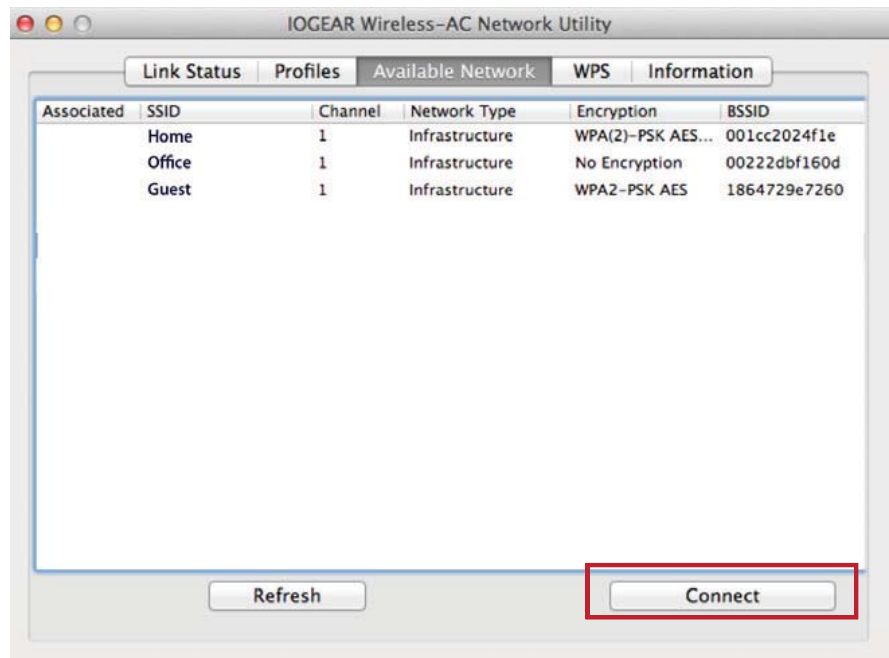 IOGEAR Wireless-AC Network Utility
Link Status Profiles Available Network WPS Information
Associated SSID Channel Network Type Encryption BSSID
Home 1 Infrastructure WPA(2)-PSK AES... 001cc2024f1e
Office 1 Infrastructure No Encryption 00222dbf160d
Guest 1 Infrastructure WPA2-PSK AES 1864729e7260
Refresh Connect